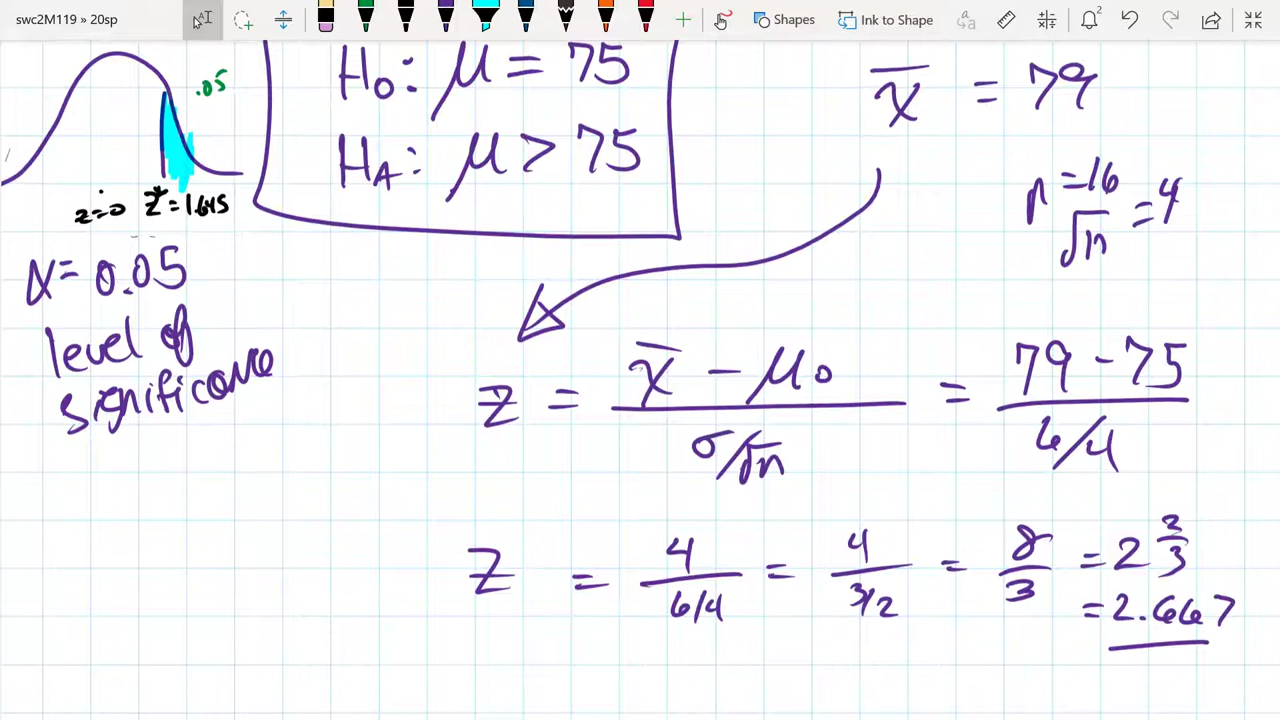 swc2M119 » 20sp
Shapes
Ink to Shape
2
.05
z=0 z* = 1.645
α = 0.05
level of
significance
H0: μ = 75
HA: μ > 75
x̄ = 79
n = 16
√n = 4
z = (x̄ - μ0) / (σ/√n) = (79 - 75) / (6/4)
z = 4 / (6/4) = 4 / (3/2) = 8/3 = 2 2/3
= 2.667